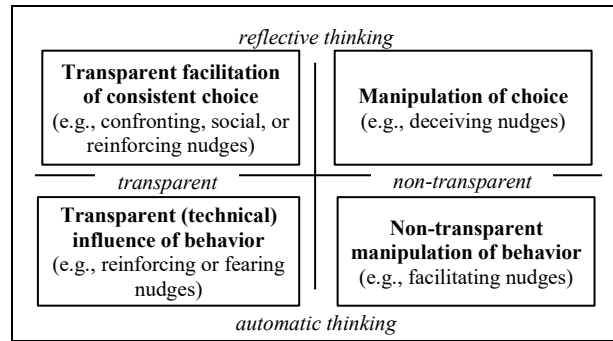 reflective thinking
Transparent facilitation
of consistent choice
(e.g., confronting, social, or
reinforcing nudges)
Manipulation of choice
(e.g., deceiving nudges)
transparent
non-transparent
Transparent (technical)
influence of behavior
(e.g., reinforcing or fearing
nudges)
Non-transparent
manipulation of behavior
(e.g., facilitating nudges)
automatic thinking